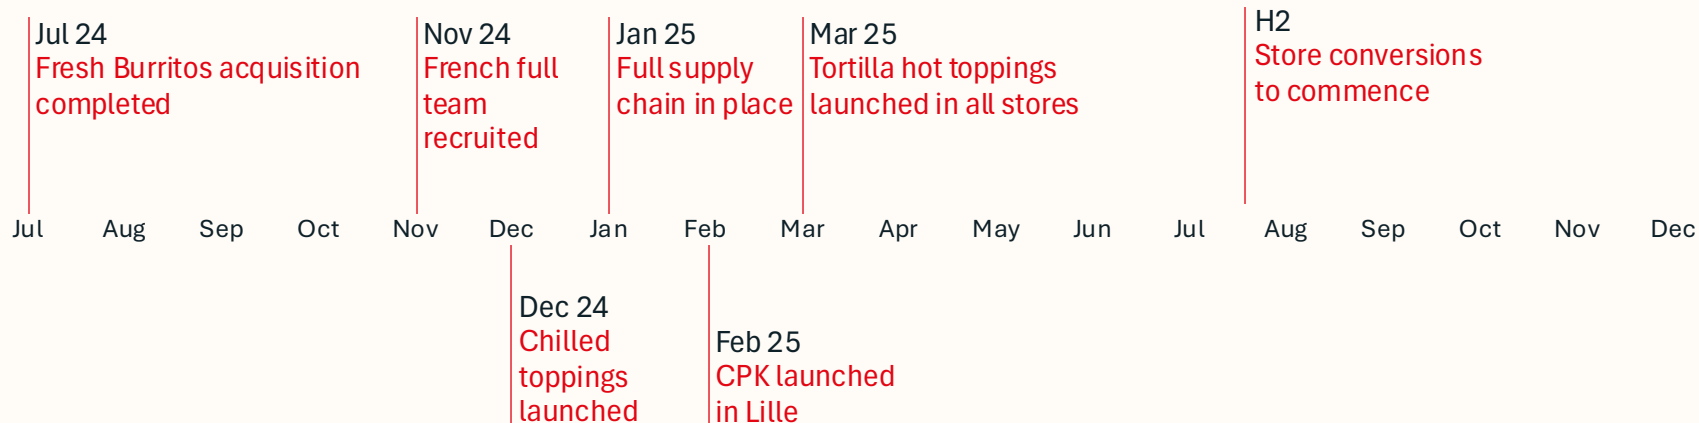 Jul 24
Fresh Burritos acquisition
completed
Nov 24
French full
team
recruited
Jan 25
Full supply
chain in place
Mar 25
Tortilla hot toppings
launched in all stores
H2
Store conversions
to commence
Jul Aug Sep Oct Nov Dec Jan Feb Mar Apr May Jun Jul Aug Sep Oct Nov Dec
Dec 24
Chilled
toppings
launched
Feb 25
CPK launched
in Lille